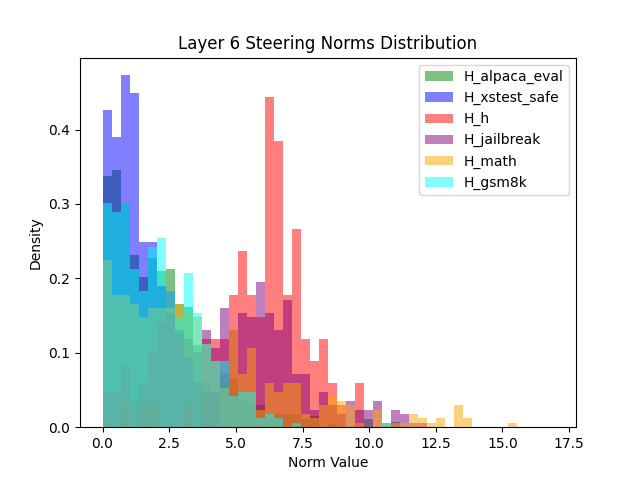 Layer 6 Steering Norms Distribution
H_alpaca_eval
H_xstest_safe
H_h
H_jailbreak
H_math
H_gsm8k
Density
0.4
0.3
0.2
0.1
0.0
0.0 2.5 5.0 7.5 10.0 12.5 15.0 17.5
Norm Value